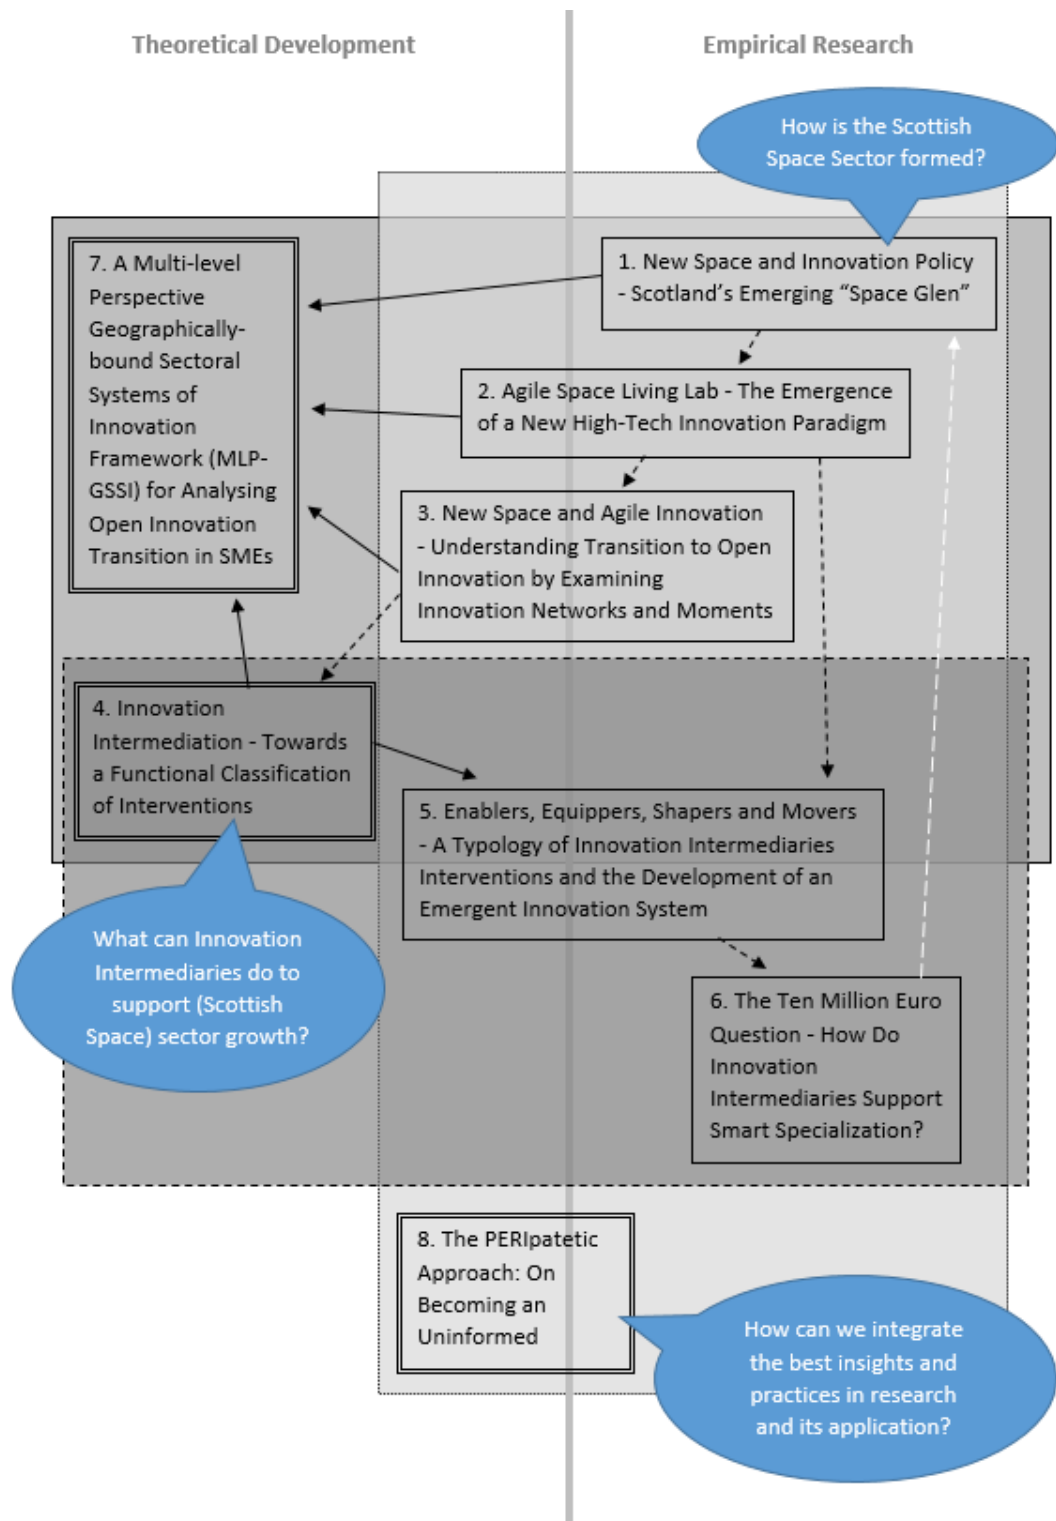 Theoretical Development
Empirical Research
How is the Scottish
Space Sector formed?
7. A Multi-level
Perspective
Geographically-
bound Sectoral
Systems of
Innovation
Framework (MLP-
GSSI) for Analysing
Open Innovation
Transition in SMEs
1. New Space and Innovation Policy
- Scotland’s Emerging “Space Glen”
2. Agile Space Living Lab - The Emergence
of a New High-Tech Innovation Paradigm
3. New Space and Agile Innovation
- Understanding Transition to Open
Innovation by Examining
Innovation Networks and Moments
4. Innovation
Intermediation - Towards
a Functional Classification
of Interventions
5. Enablers, Equippers, Shapers and Movers
- A Typology of Innovation Intermediaries
Interventions and the Development of an
Emergent Innovation System
What can Innovation
Intermediaries do to
support (Scottish
Space) sector growth?
6. The Ten Million Euro
Question - How Do
Innovation
Intermediaries Support
Smart Specialization?
8. The PERIpatetic
Approach: On
Becoming an
Uninformed
How can we integrate
the best insights and
practices in research
and its application?